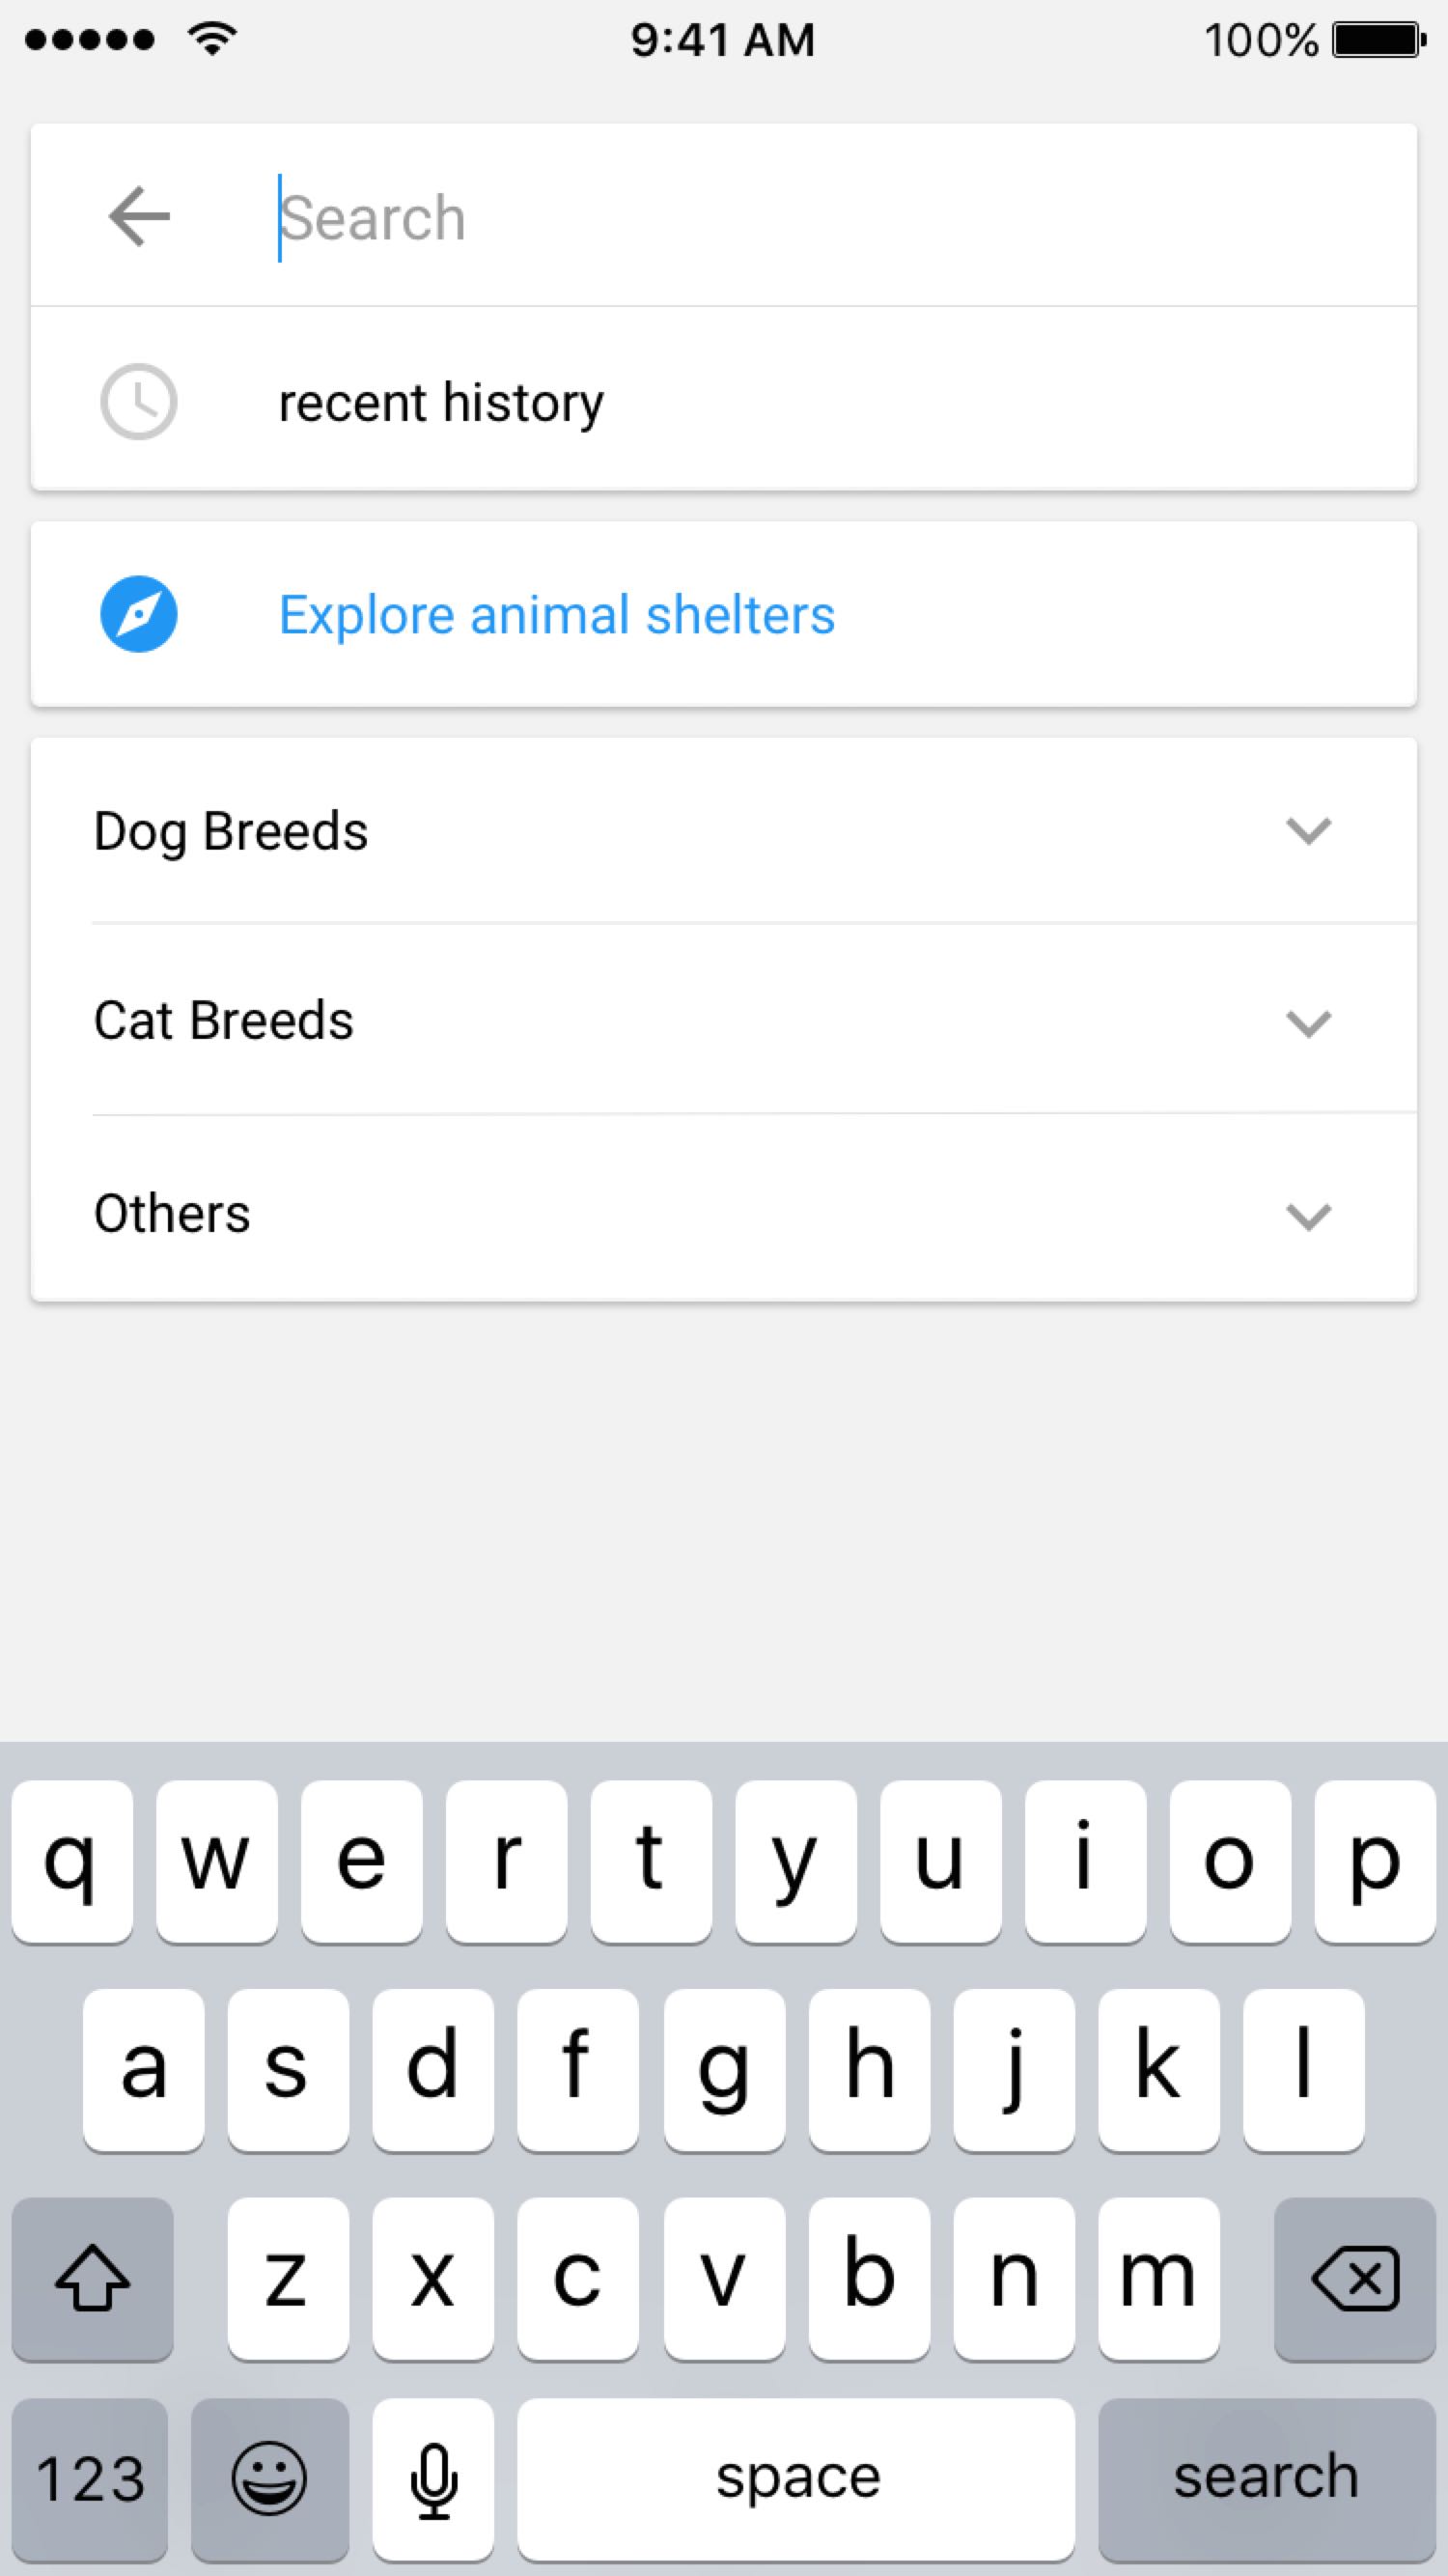 9:41 AM 100%
Search
recent history
Explore animal shelters
Dog Breeds
Cat Breeds
Others
q w e r t y u i o p
a s d f g h j k l
z x c v b n m
123 space search